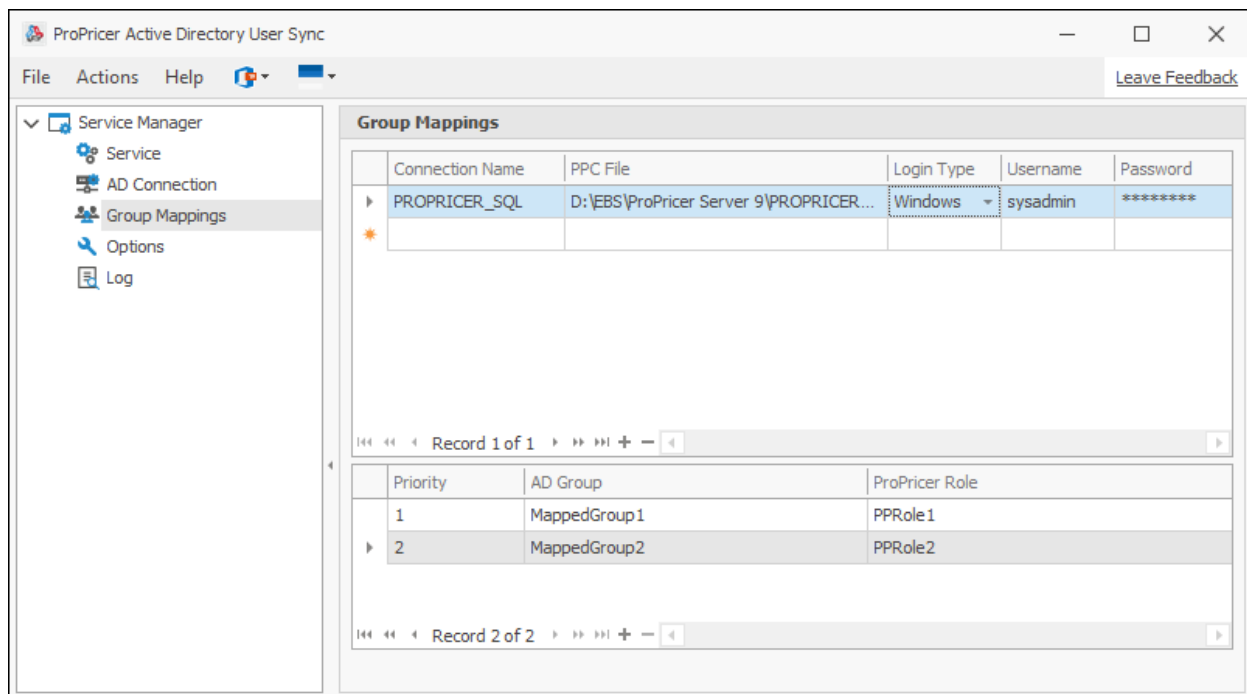 ProPricer Active Directory User Sync
File Actions Help Leave Feedback
Service Manager
Service
AD Connection
Group Mappings
Options
Log
Group Mappings
Connection Name PPC File Login Type Username Password
PROPRICER_SQL D:\EBS\ProPricer Server 9\PROPRICER... Windows sysadmin ********
Record 1 of 1
Priority AD Group ProPricer Role
1 MappedGroup1 PPRole1
2 MappedGroup2 PPRole2
Record 2 of 2